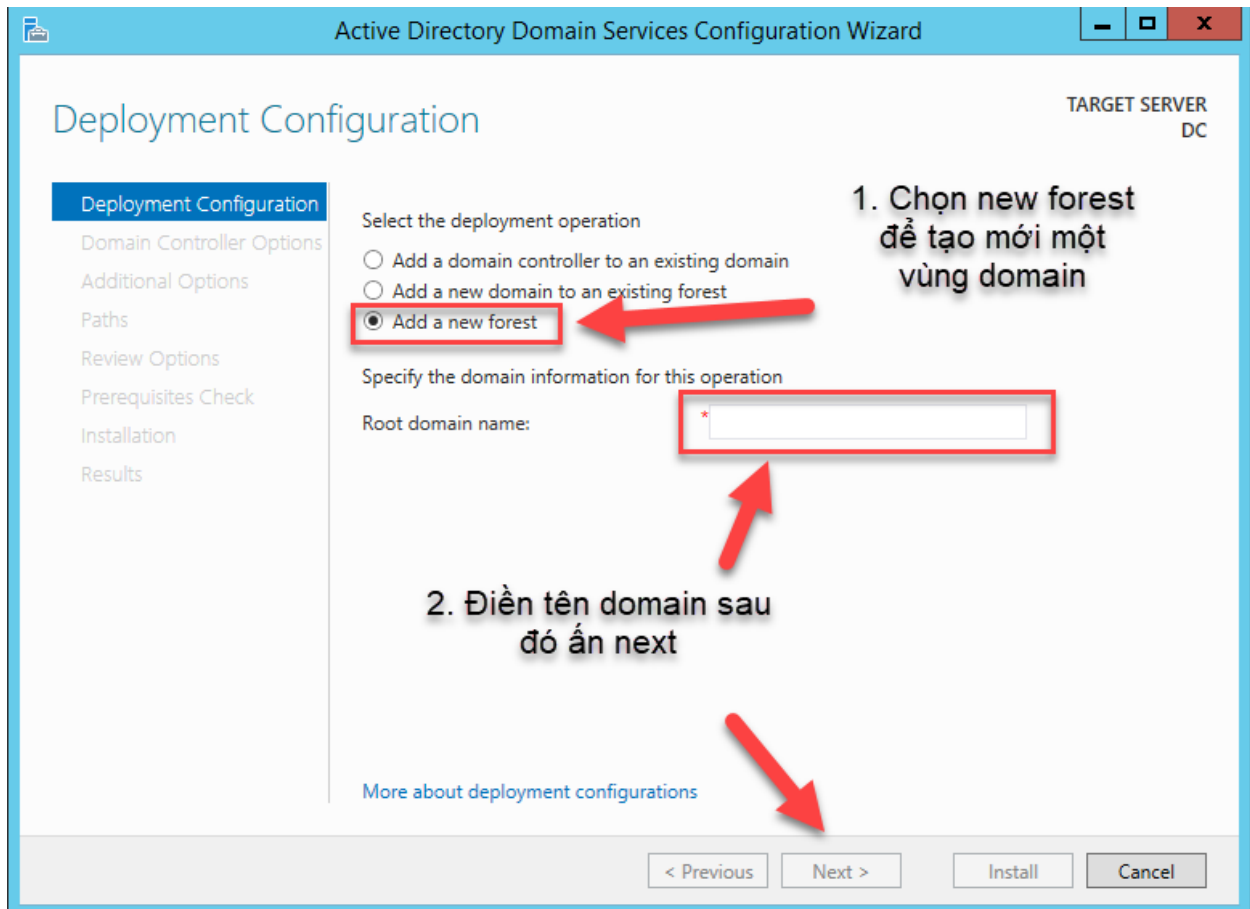 Active Directory Domain Services Configuration Wizard
Deployment Configuration
TARGET SERVER
DC
Deployment Configuration
Domain Controller Options
Additional Options
Paths
Review Options
Prerequisites Check
Installation
Results
Select the deployment operation
Add a domain controller to an existing domain
Add a new domain to an existing forest
Add a new forest
1. Chọn new forest
để tạo mới một
vùng domain
Specify the domain information for this operation
Root domain name:
*
2. Điền tên domain sau
đó ấn next
More about deployment configurations
< Previous
Next >
Install
Cancel